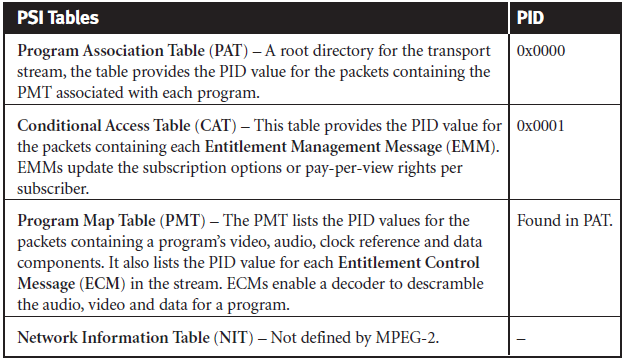 PSI Tables PID
Program Association Table (PAT) – A root directory for the transport 0x0000
stream, the table provides the PID value for the packets containing the
PMT associated with each program.
Conditional Access Table (CAT) – This table provides the PID value for 0x0001
the packets containing each Entitlement Management Message (EMM).
EMMs update the subscription options or pay-per-view rights per
subscriber.
Program Map Table (PMT) – The PMT lists the PID values for the Found in PAT.
packets containing a program's video, audio, clock reference and data
components. It also lists the PID value for each Entitlement Control
Message (ECM) in the stream. ECMs enable a decoder to descramble
the audio, video and data for a program.
Network Information Table (NIT) – Not defined by MPEG-2. –